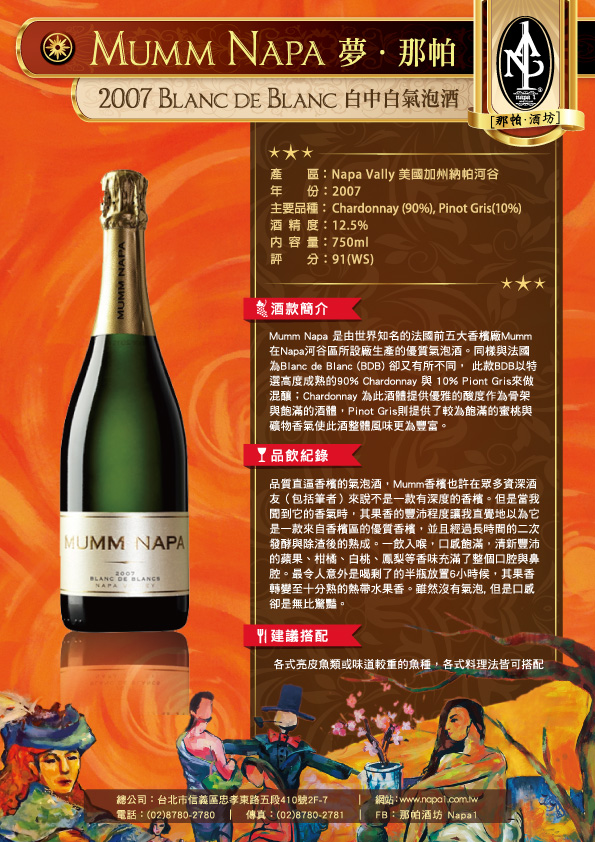 MUMM NAPA 夢·那帕
2007 BLANC DE BLANC 白中白氣泡酒
napa 1
[那帕·酒坊]
產 區：Napa Vally 美國加州納帕河谷
年 份：2007
主要品種：Chardonnay (90%), Pinot Gris(10%)
酒 精 度：12.5%
內 容 量：750ml
評 分：91(WS)
酒款簡介
Mumm Napa 是由世界知名的法國前五大香檳廠Mumm
在Napa河谷區所設廠生產的優質氣泡酒。同樣與法國
為Blanc de Blanc (BDB) 卻又有所不同， 此款BDB以特
選高度成熟的90% Chardonnay 與 10% Piont Gris來做
混釀；Chardonnay 為此酒體提供優雅的酸度作為骨架
與飽滿的酒體，Pinot Gris則提供了較為飽滿的蜜桃與
礦物香氣使此酒整體風味更為豐富。
品飲紀錄
品質直逼香檳的氣泡酒，Mumm香檳也許在眾多資深酒
友（包括筆者）來說不是一款有深度的香檳。但是當我
聞到它的香氣時，其果香的豐沛程度讓我直覺地以為它
是一款來自香檳區的優質香檳，並且經過長時間的二次
發酵與除渣後的熟成。一飲入喉，口感飽滿，清新豐沛
的蘋果、柑橘、白桃、鳳梨等香味充滿了整個口腔與鼻
腔。最令人意外是喝剩了的半瓶放置6小時候，其果香
轉變至十分熟的熱帶水果香。雖然沒有氣泡, 但是口感
卻是無比驚豔。
建議搭配
各式亮皮魚類或味道較重的魚種，各式料理法皆可搭配
MUMM NAPA
MUMM NAPA
2007
BLANC DE BLANCS
NAPA VALLEY
總公司：台北市信義區忠孝東路五段410號2F-7 | 網站：www.napa1.com.tw
電話：(02)8780-2780 | 傳真：(02)8780-2781 | FB：那帕酒坊 Napa1